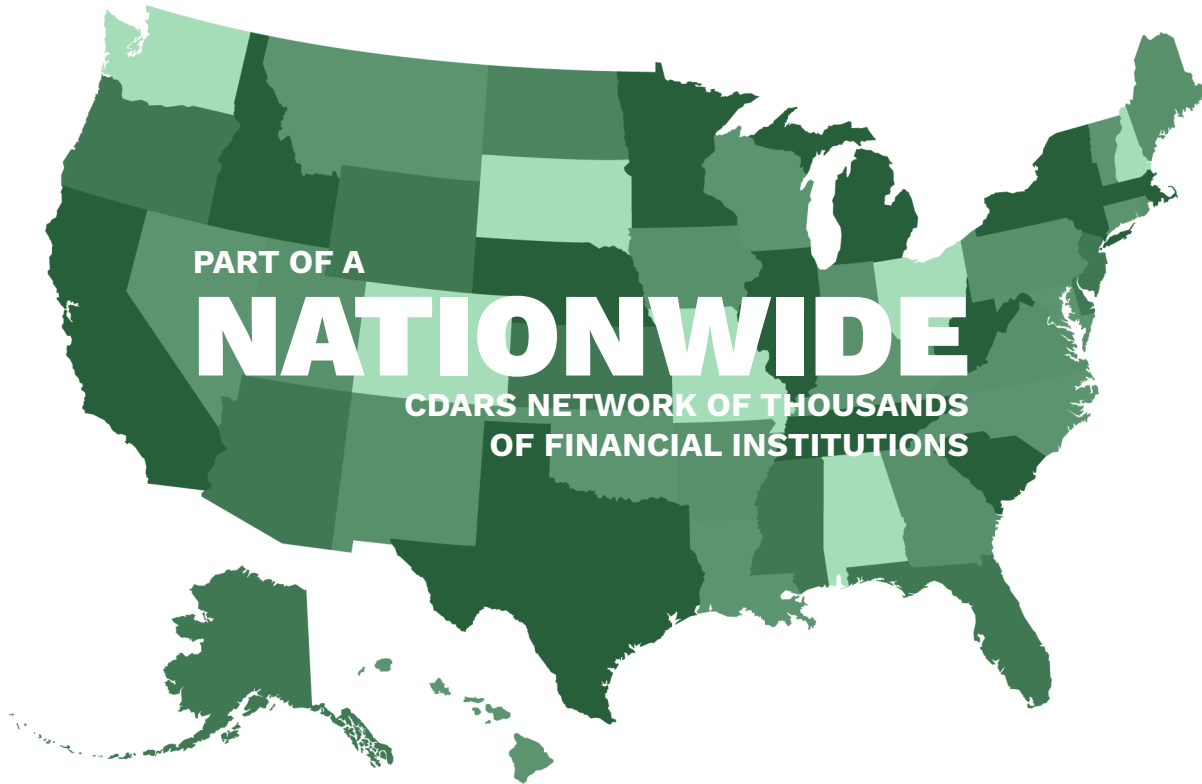 PART OF A
NATIONWIDE
CDARS NETWORK OF THOUSANDS
OF FINANCIAL INSTITUTIONS